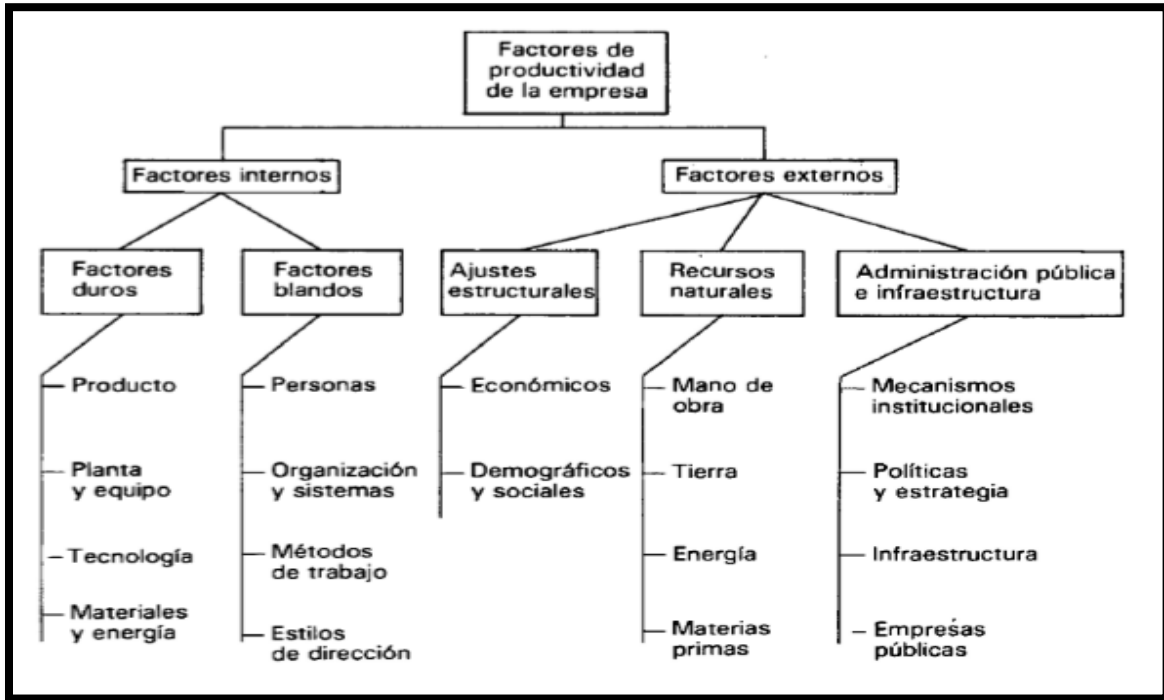 Factores de
productividad
de la empresa
Factores internos
Factores externos
Factores
duros
Factores
blandos
Ajustes
estructurales
Recursos
naturales
Administración pública
e infraestructura
Producto
Planta
y equipo
Tecnología
Materiales
y energía
Personas
Organización
y sistemas
Métodos
de trabajo
Estilos
de dirección
Económicos
Demográficos
y sociales
Mano de
obra
Tierra
Energía
Materias
primas
Mecanismos
institucionales
Políticas
y estrategia
Infraestructura
Empresas
públicas